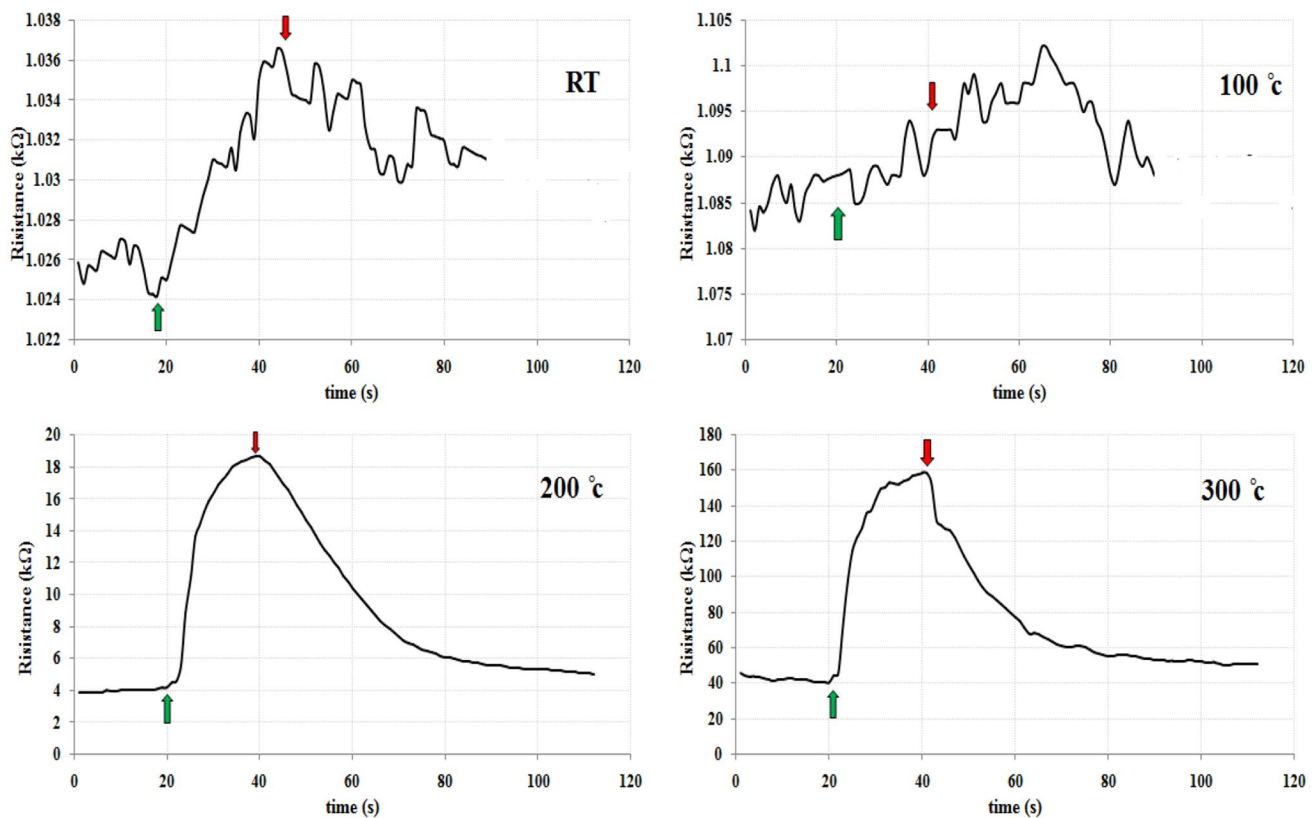 Risistance (kΩ)
1.038
1.036
1.034
1.032
1.03
1.028
1.026
1.024
1.022
RT
0 20 40 60 80 100 120
time (s)
Risistance (kΩ)
1.105
1.1
1.095
1.09
1.085
1.08
1.075
1.07
100 °c
0 20 40 60 80 100 120
time (s)
Risistance (kΩ)
20
18
16
14
12
10
8
6
4
2
0
200 °c
0 20 40 60 80 100 120
time (s)
Risistance (kΩ)
180
160
140
120
100
80
60
40
20
0
300 °c
0 20 40 60 80 100 120
time (s)